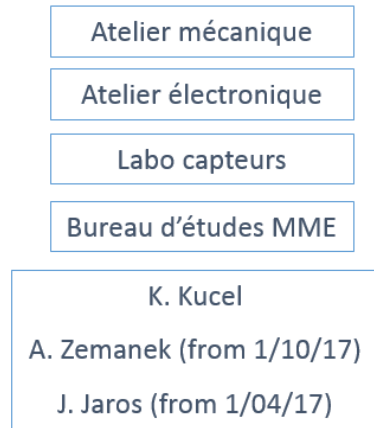 Atelier mécanique
Atelier électronique
Labo capteurs
Bureau d'études MME
K. Kucel
A. Zemanek (from 1/10/17)
J. Jaros (from 1/04/17)